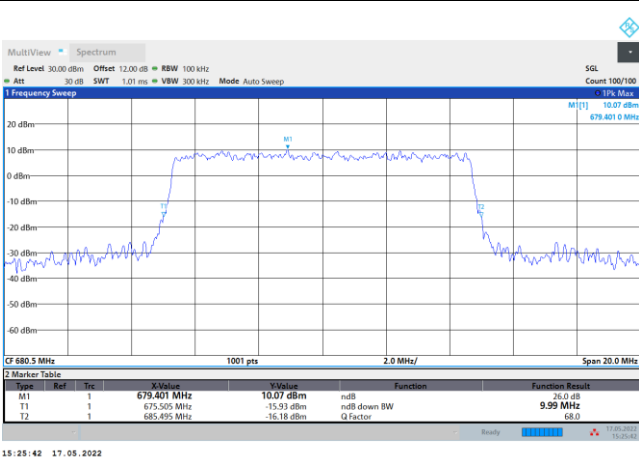 MultiView Spectrum
Ref Level 30.00 dBm Offset 12.00 dB RBW 100 kHz SGL
Att 30 dB SWT 1.01 ms VBW 300 kHz Mode Auto Sweep Count 100/100
1 Frequency Sweep 1Pk Max
M1[1] 10.07 dBm
679.401 0 MHz
20 dBm
M1
10 dBm
0 dBm
-10 dBm
T1 T2
-20 dBm
-30 dBm
-40 dBm
-50 dBm
-60 dBm
CF 680.5 MHz 1001 pts 2.0 MHz/ Span 20.0 MHz
2 Marker Table
Type Ref Trc X-Value Y-Value Function Function Result
M1 1 679.401 MHz 10.07 dBm ndB 26.0 dB
T1 1 675.505 MHz -15.93 dBm ndB down BW 9.99 MHz
T2 1 685.495 MHz -16.18 dBm Q Factor 68.0
Ready 17.05.2022
15:25:42
15:25:42 17.05.2022